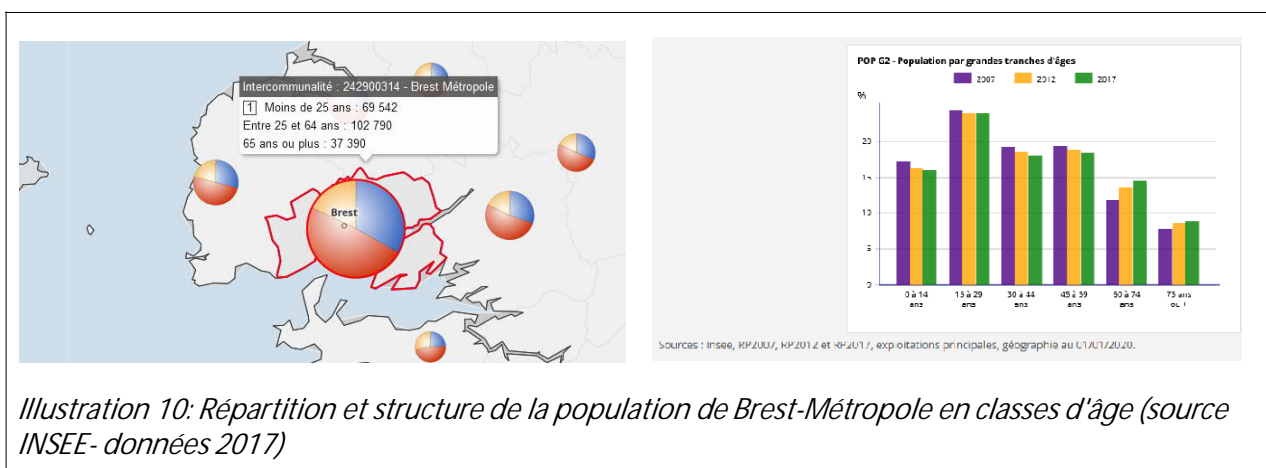 Intercommunalité : 242900314 - Brest Métropole
1 Moins de 25 ans : 69 542
Entre 25 et 64 ans : 102 790
65 ans ou plus : 37 390
Brest
POP G2 - Population par grandes tranches d'âges
2007 2012 2017
%
20
15
10
5
0
0 à 14 ans
15 à 29 ans
30 à 44 ans
45 à 59 ans
60 à 74 ans
75 ans ou +
Sources : Insee, RP2007, RP2012 et RP2017, exploitations principales, géographie au 01/01/2020.
Illustration 10: Répartition et structure de la population de Brest-Métropole en classes d'âge (source
INSEE- données 2017)